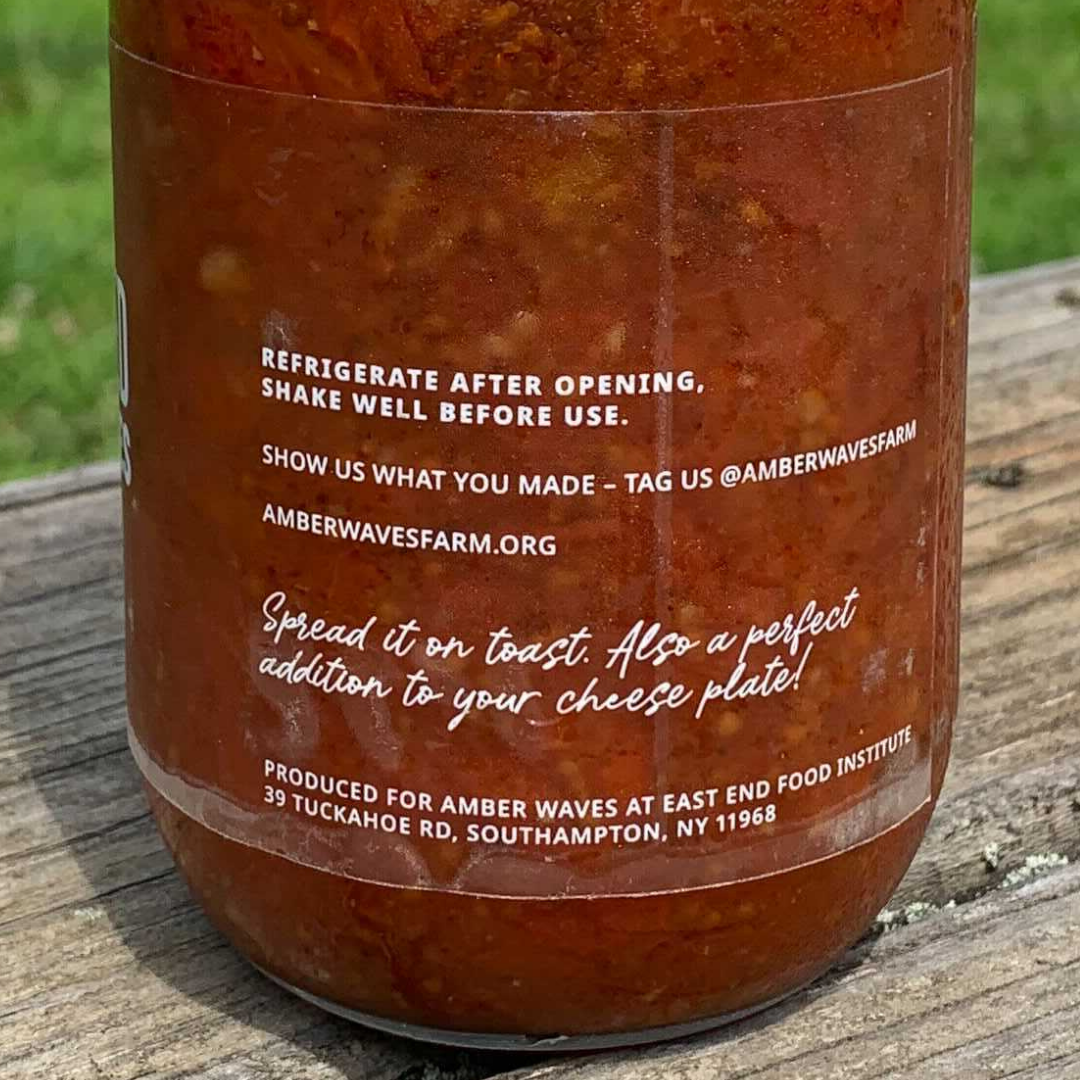 REFRIGERATE AFTER OPENING,
SHAKE WELL BEFORE USE.
SHOW US WHAT YOU MADE – TAG US @AMBERWAVESFARM
AMBERWAVESFARM.ORG
Spread it on toast. Also a perfect
addition to your cheese plate!
PRODUCED FOR AMBER WAVES AT EAST END FOOD INSTITUTE
39 TUCKAHOE RD, SOUTHAMPTON, NY 11968